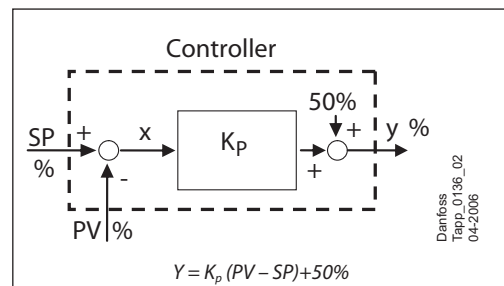 Controller
50%
SP + x K_P + y %
% - +
PV %
Y = K_p (PV – SP)+50%
Danfoss
Tapp_0136_02
04-2006